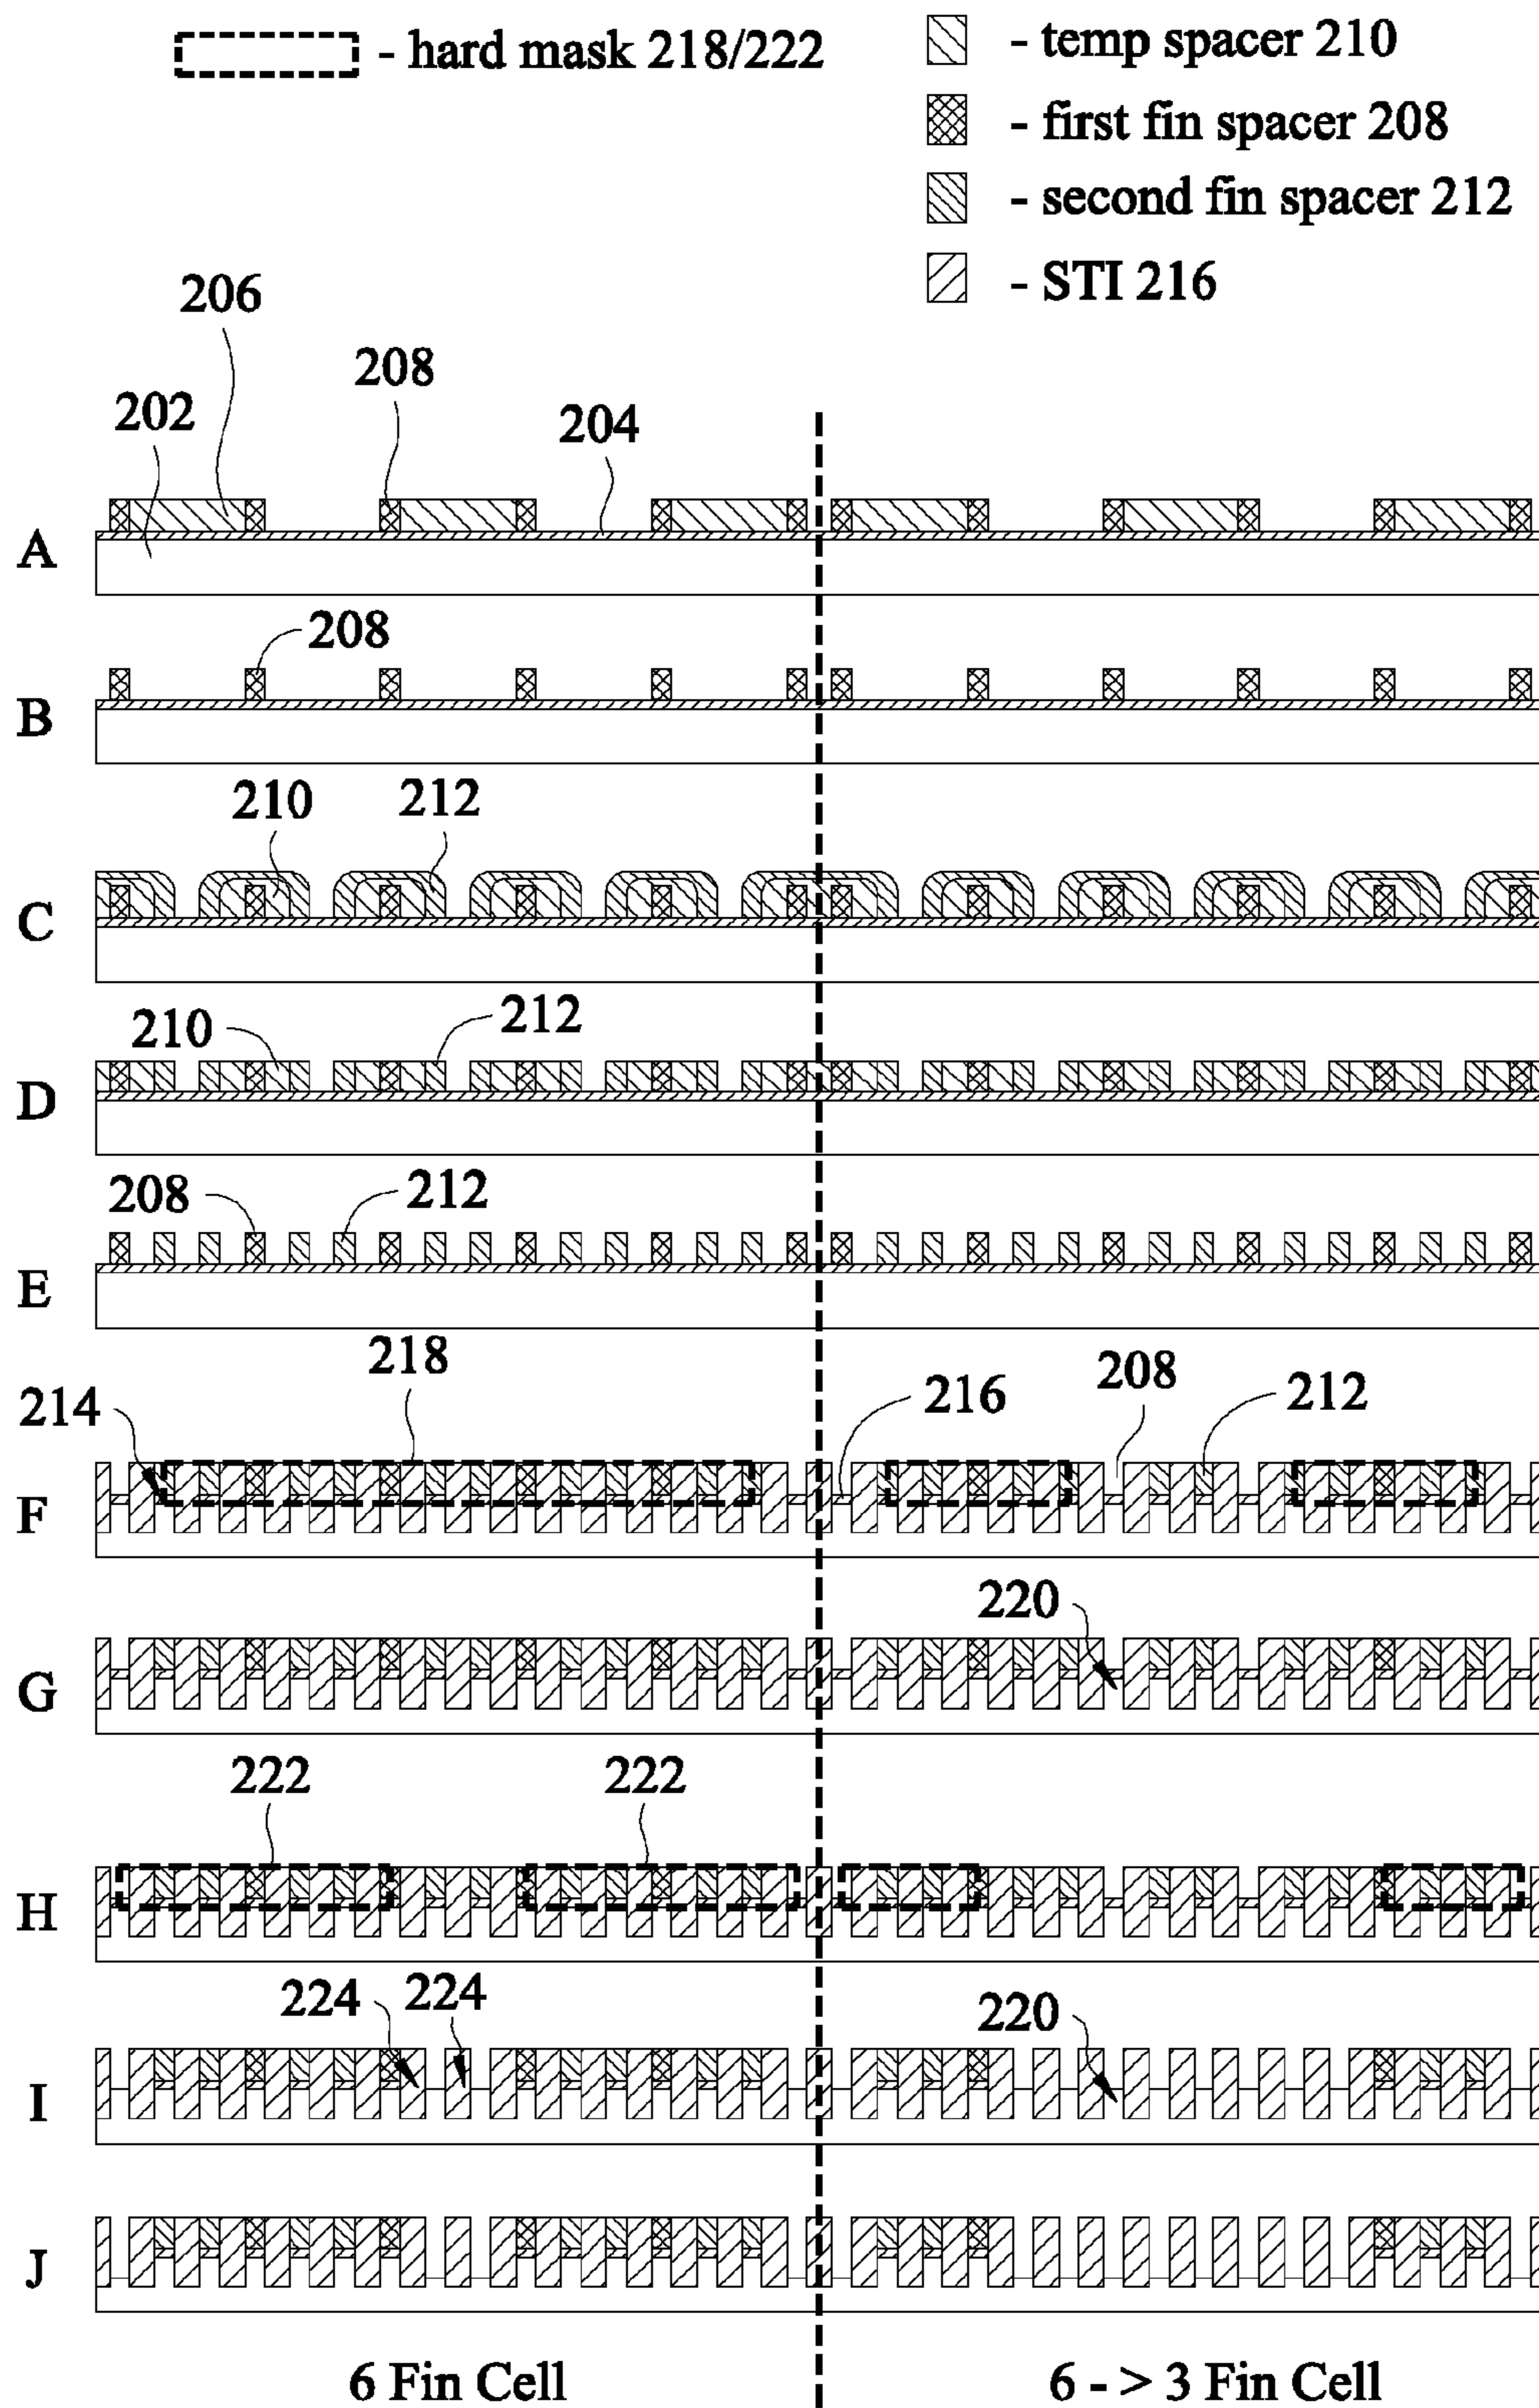 - hard mask 218/222
- temp spacer 210
- first fin spacer 208
- second fin spacer 212
- STI 216
206
208
202
204
A
208
B
210
212
C
210
212
D
208
212
E
218
214
216
208
212
F
220
G
222
222
H
224
224
220
I
J
6 Fin Cell
6 - > 3 Fin Cell